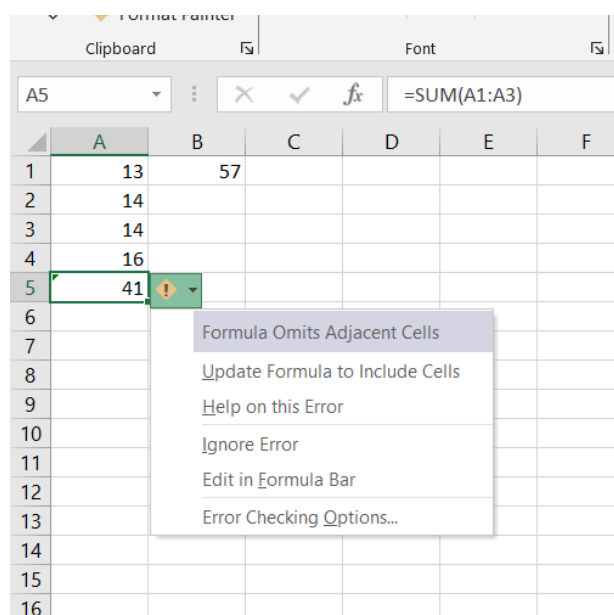 Format Painter
Clipboard
Font
A5
fx
=SUM(A1:A3)
A B C D E F
1 13 57
2 14
3 14
4 16
5 41
6
Formula Omits Adjacent Cells
7
8 Update Formula to Include Cells
9 Help on this Error
10 Ignore Error
11
12 Edit in Formula Bar
13 Error Checking Options...
14
15
16